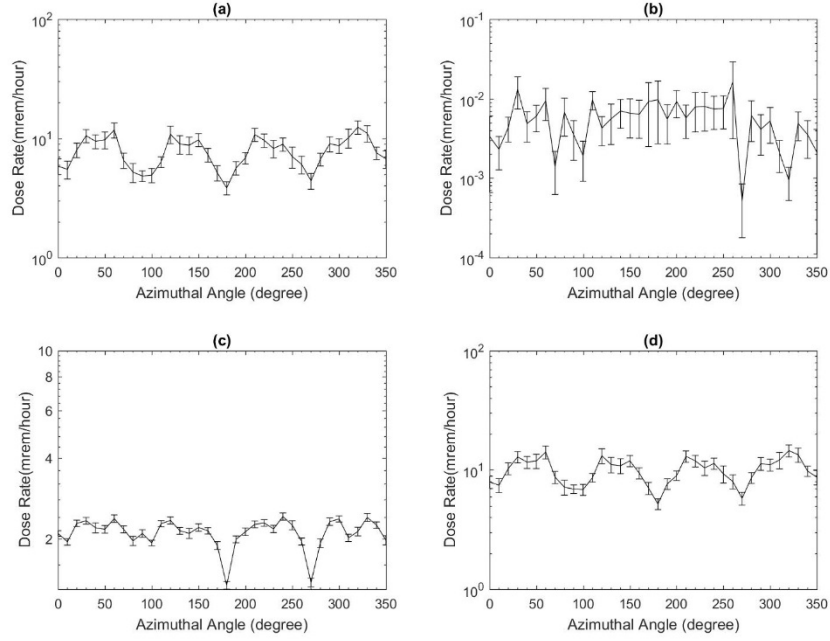 (a)
10²
10¹
10⁰
Dose Rate(mrem/hour)
0 50 100 150 200 250 300 350
Azimuthal Angle (degree)
(b)
10⁻¹
10⁻²
10⁻³
10⁻⁴
Dose Rate(mrem/hour)
0 50 100 150 200 250 300 350
Azimuthal Angle (degree)
(c)
10
8
6
4
2
Dose Rate(mrem/hour)
0 50 100 150 200 250 300 350
Azimuthal Angle (degree)
(d)
10²
10¹
10⁰
Dose Rate(mrem/hour)
0 50 100 150 200 250 300 350
Azimuthal Angle (degree)